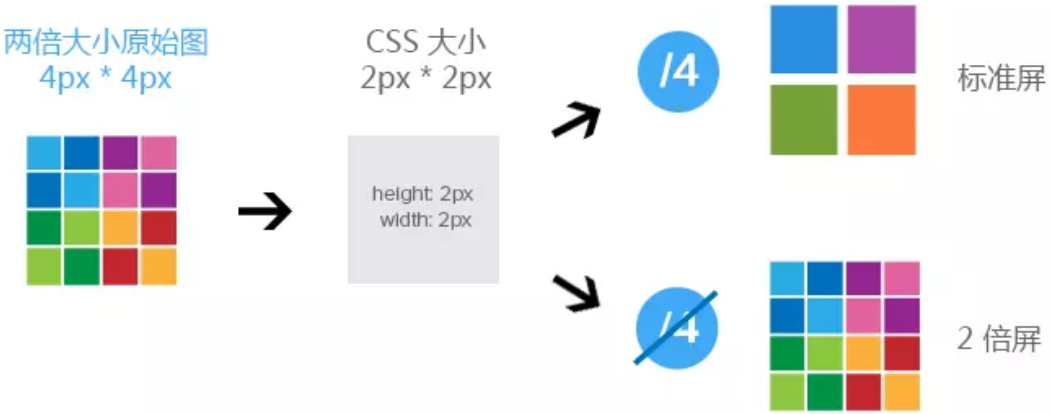 两倍大小原始图
4px * 4px
CSS 大小
2px * 2px
height: 2px
width: 2px
/4
标准屏
/4
2 倍屏